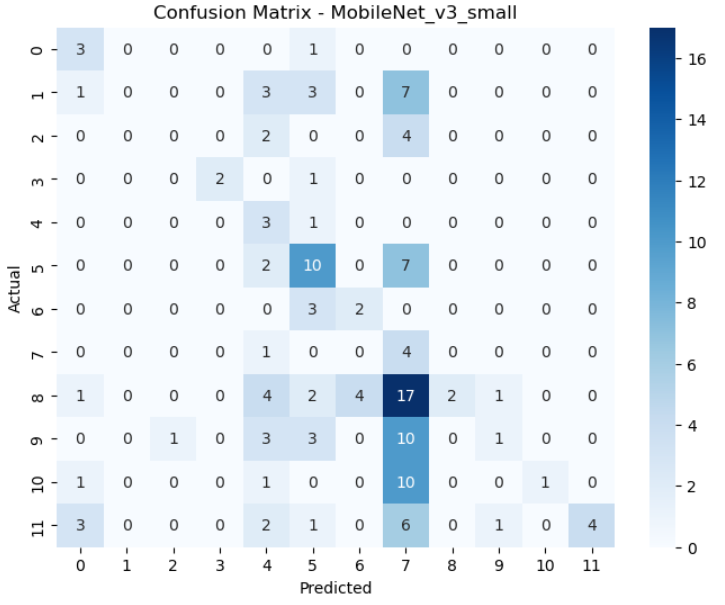 Confusion Matrix - MobileNet_v3_small
0 3 0 0 0 0 1 0 0 0 0 0 0
1 1 0 0 0 3 3 0 7 0 0 0 0
2 0 0 0 0 2 0 0 4 0 0 0 0
3 0 0 0 2 0 1 0 0 0 0 0 0
4 0 0 0 0 3 1 0 0 0 0 0 0
5 0 0 0 0 2 10 0 7 0 0 0 0
6 0 0 0 0 0 3 2 0 0 0 0 0
7 0 0 0 0 1 0 0 4 0 0 0 0
8 1 0 0 0 4 2 4 17 2 1 0 0
9 0 0 1 0 3 3 0 10 0 1 0 0
10 1 0 0 0 1 0 0 10 0 0 1 0
11 3 0 0 0 2 1 0 6 0 1 0 4
0 1 2 3 4 5 6 7 8 9 10 11
Predicted
Actual
16
14
12
10
8
6
4
2
0